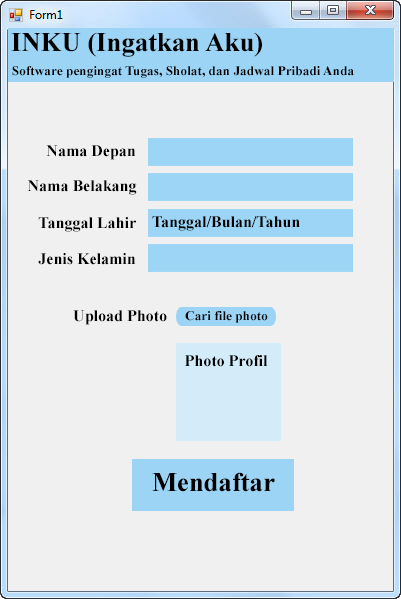 Form1
INKU (Ingatkan Aku)
Software pengingat Tugas, Sholat, dan Jadwal Pribadi Anda
Nama Depan
Nama Belakang
Tanggal Lahir Tanggal/Bulan/Tahun
Jenis Kelamin
Upload Photo Cari file photo
Photo Profil
Mendaftar